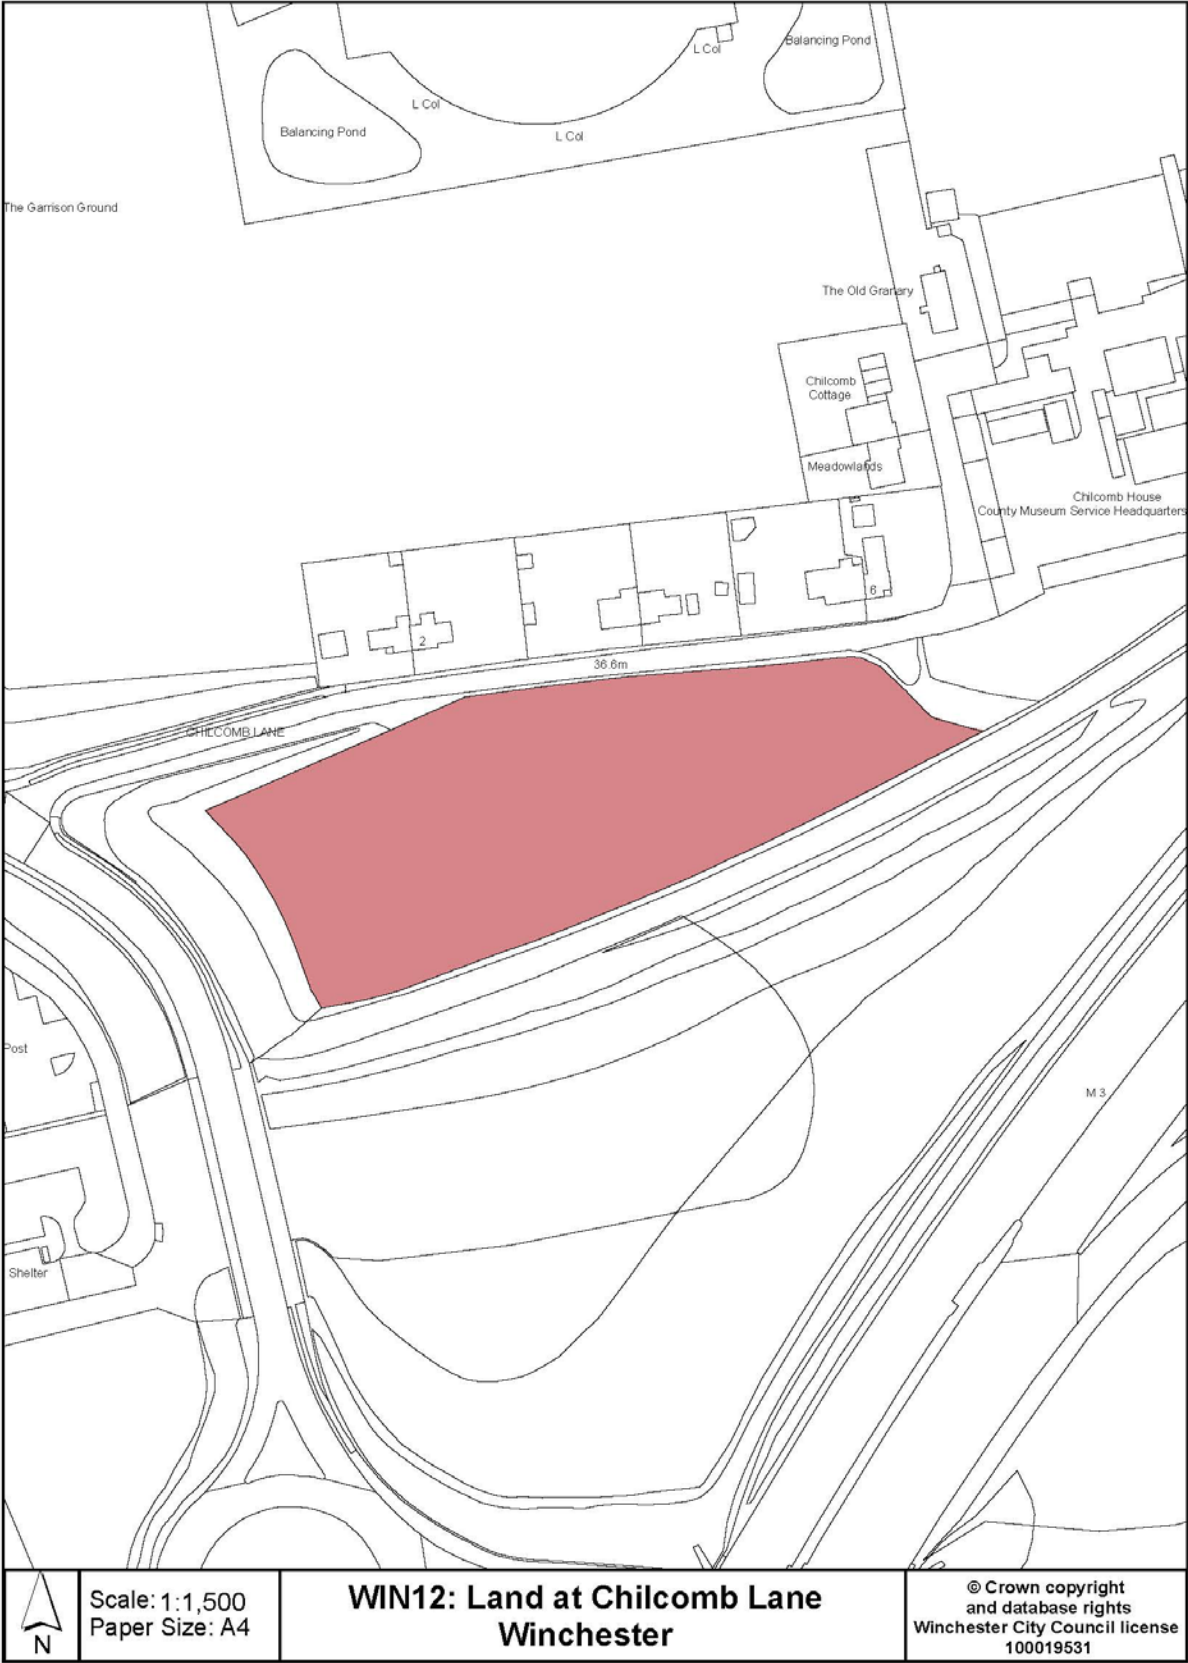 Balancing Pond
L Col
L Col
Balancing Pond
L Col
The Garrison Ground
The Old Granary
Chilcomb
Cottage
Meadowlands
Chilcomb House
County Museum Service Headquarters
6
2
36.6m
CHILCOMB LANE
Post
M 3
Shelter
N
Scale: 1:1,500
Paper Size: A4
WIN12: Land at Chilcomb Lane
Winchester
© Crown copyright
and database rights
Winchester City Council license
100019531